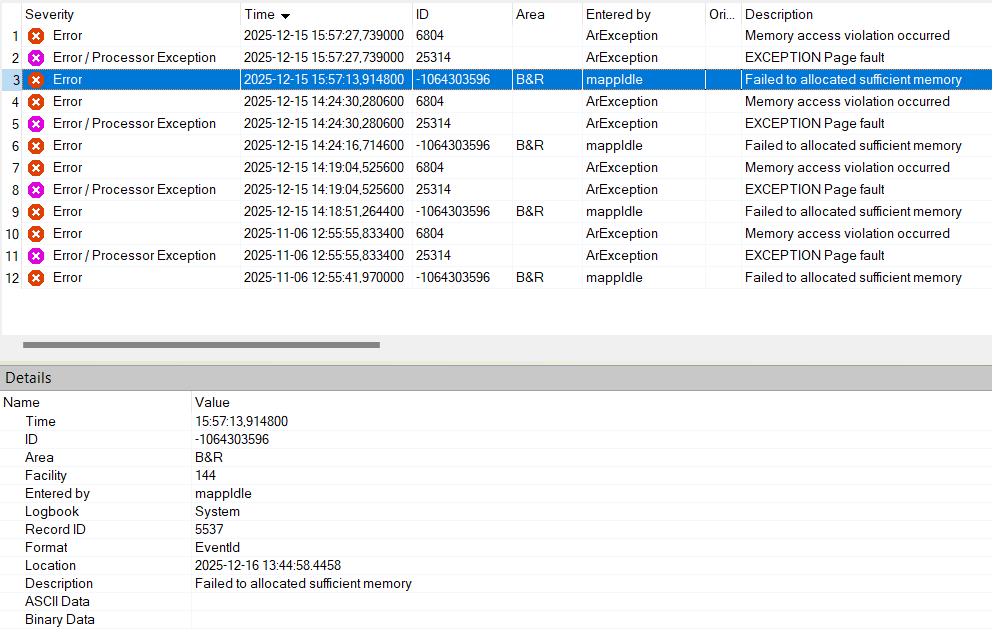 Severity Time ID Area Entered by Ori... Description
1 Error 2025-12-15 15:57:27,739000 6804 ArException Memory access violation occurred
2 Error / Processor Exception 2025-12-15 15:57:27,739000 25314 ArException EXCEPTION Page fault
3 Error 2025-12-15 15:57:13,914800 -1064303596 B&R mappIdle Failed to allocated sufficient memory
4 Error 2025-12-15 14:24:30,280600 6804 ArException Memory access violation occurred
5 Error / Processor Exception 2025-12-15 14:24:30,280600 25314 ArException EXCEPTION Page fault
6 Error 2025-12-15 14:24:16,714600 -1064303596 B&R mappIdle Failed to allocated sufficient memory
7 Error 2025-12-15 14:19:04,525600 6804 ArException Memory access violation occurred
8 Error / Processor Exception 2025-12-15 14:19:04,525600 25314 ArException EXCEPTION Page fault
9 Error 2025-12-15 14:18:51,264400 -1064303596 B&R mappIdle Failed to allocated sufficient memory
10 Error 2025-11-06 12:55:55,833400 6804 ArException Memory access violation occurred
11 Error / Processor Exception 2025-11-06 12:55:55,833400 25314 ArException EXCEPTION Page fault
12 Error 2025-11-06 12:55:41,970000 -1064303596 B&R mappIdle Failed to allocated sufficient memory
Details
Name Value
Time 15:57:13,914800
ID -1064303596
Area B&R
Facility 144
Entered by mappIdle
Logbook System
Record ID 5537
Format EventId
Location 2025-12-16 13:44:58.4458
Description Failed to allocated sufficient memory
ASCII Data
Binary Data